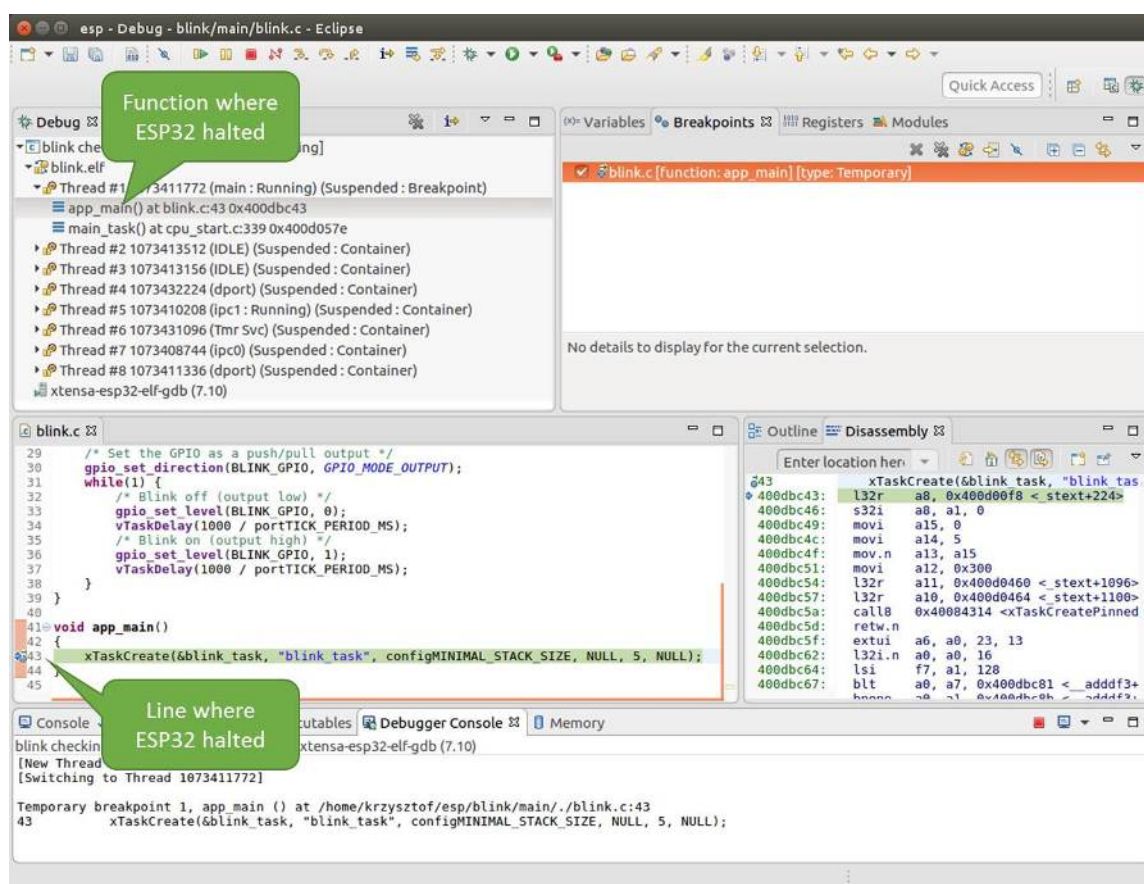 esp - Debug - blink/main/blink.c - Eclipse
Quick Access
Function where
ESP32 halted
Debug
blink che ing]
blink.elf
Thread #1 1073411772 (main : Running) (Suspended : Breakpoint)
app_main() at blink.c:43 0x400dbc43
main_task() at cpu_start.c:339 0x400d057e
Thread #2 1073413512 (IDLE) (Suspended : Container)
Thread #3 1073413156 (IDLE) (Suspended : Container)
Thread #4 1073432224 (dport) (Suspended : Container)
Thread #5 1073410208 (ipc1 : Running) (Suspended : Container)
Thread #6 1073431096 (Tmr Svc) (Suspended : Container)
Thread #7 1073408744 (ipc0) (Suspended : Container)
Thread #8 1073411336 (dport) (Suspended : Container)
xtensa-esp32-elf-gdb (7.10)
(x)= Variables Breakpoints Registers Modules
blink.c [function: app_main] [type: Temporary]
No details to display for the current selection.
blink.c
29 /* Set the GPIO as a push/pull output */
30 gpio_set_direction(BLINK_GPIO, GPIO_MODE_OUTPUT);
31 while(1) {
32 /* Blink off (output low) */
33 gpio_set_level(BLINK_GPIO, 0);
34 vTaskDelay(1000 / portTICK_PERIOD_MS);
35 /* Blink on (output high) */
36 gpio_set_level(BLINK_GPIO, 1);
37 vTaskDelay(1000 / portTICK_PERIOD_MS);
38 }
39 }
40
41 void app_main()
42 {
43 xTaskCreate(&blink_task, "blink_task", configMINIMAL_STACK_SIZE, NULL, 5, NULL);
44 }
45
Line where
ESP32 halted
Outline Disassembly
Enter location her
43 xTaskCreate(&blink_task, "blink_tas
400dbc43: l32r a8, 0x400d00f8 <_stext+224>
400dbc46: s32i a8, a1, 0
400dbc49: movi a15, 0
400dbc4c: movi a14, 5
400dbc4f: mov.n a13, a15
400dbc51: movi a12, 0x300
400dbc54: l32r a11, 0x400d0460 <_stext+1096>
400dbc57: l32r a10, 0x400d0464 <_stext+1100>
400dbc5a: call8 0x40084314 <xTaskCreatePinned
400dbc5d: retw.n
400dbc5f: extui a6, a0, 23, 13
400dbc62: l32i.n a0, a0, 16
400dbc64: lsi f7, a1, 128
400dbc67: blt a0, a7, 0x400dbc81 <__adddf3+
Console cutables Debugger Console Memory
blink checkin xtensa-esp32-elf-gdb (7.10)
[New Thread
[Switching to Thread 1073411772]
Temporary breakpoint 1, app_main () at /home/krzysztof/esp/blink/main/./blink.c:43
43 xTaskCreate(&blink_task, "blink_task", configMINIMAL_STACK_SIZE, NULL, 5, NULL);